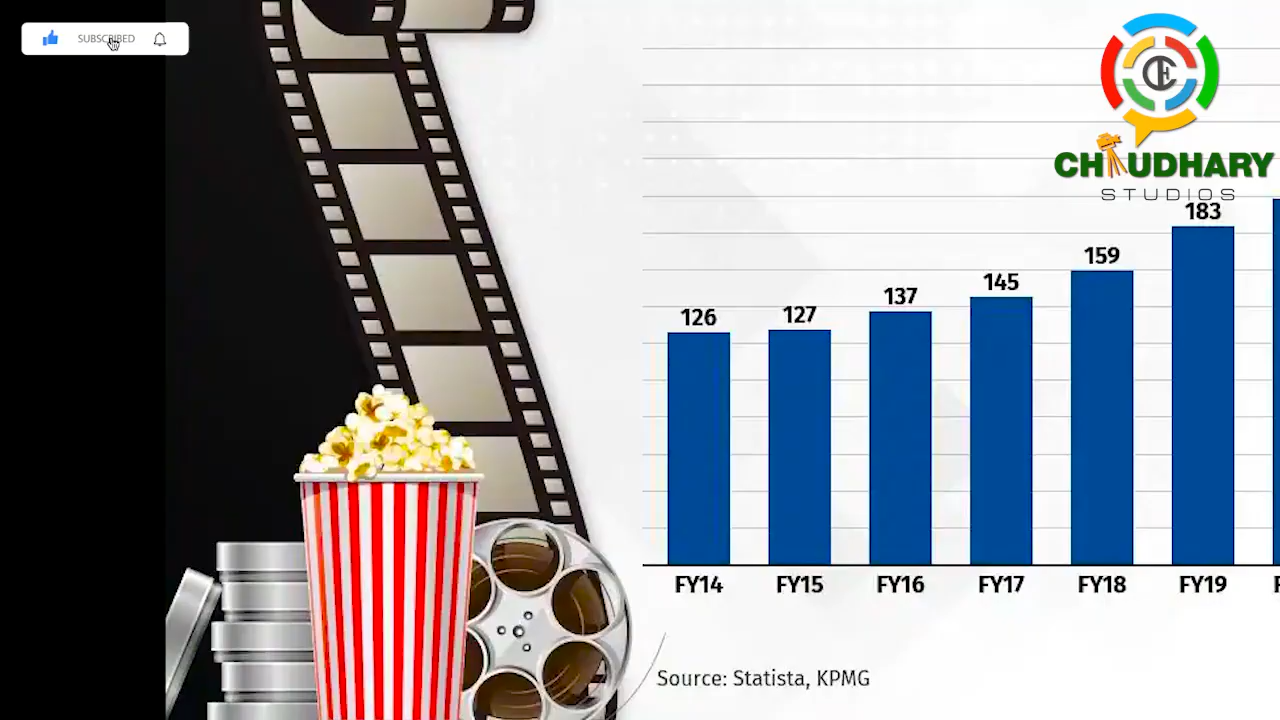 SUBSCRIBED
CHAUDHARY
STUDIOS
183
159
145
137
127
126
FY14 FY15 FY16 FY17 FY18 FY19
Source: Statista, KPMG